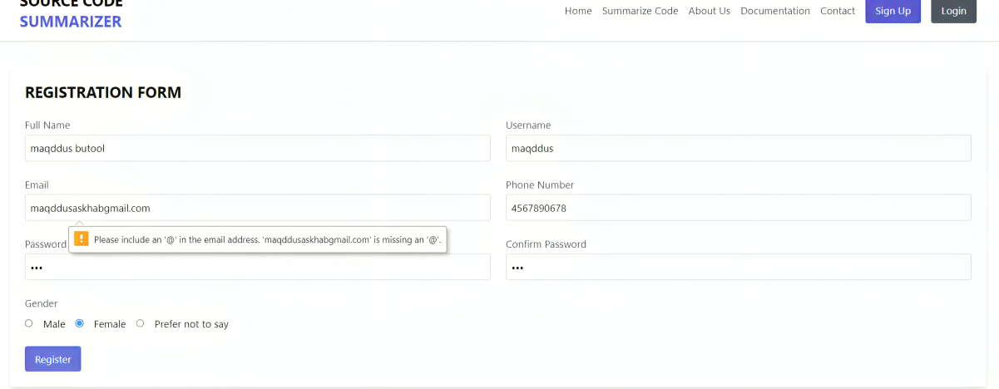 SOURCE CODE
SUMMARIZER
Home Summarize Code About Us Documentation Contact Sign Up Login
REGISTRATION FORM
Full Name Username
maqddus butool maqddus
Email Phone Number
maqddusaskhabgmail.com 4567890678
Please include an '@' in the email address. 'maqddusaskhabgmail.com' is missing an '@'.
Password Confirm Password
••• •••
Gender
Male Female Prefer not to say
Register